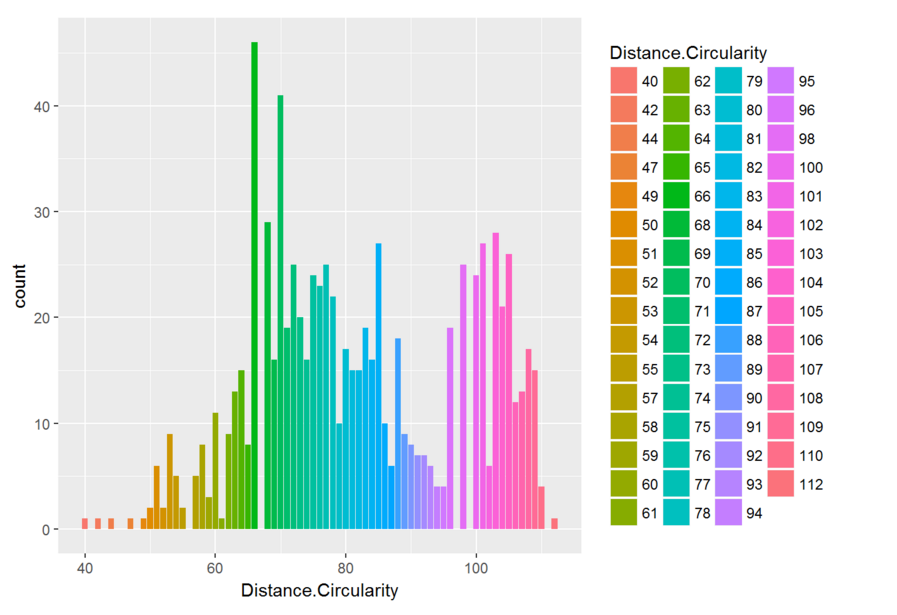 count
40
30
20
10
0
40
60
80
100
Distance.Circularity
Distance.Circularity
40 62 79 95
42 63 80 96
44 64 81 98
47 65 82 100
49 66 83 101
50 68 84 102
51 69 85 103
52 70 86 104
53 71 87 105
54 72 88 106
55 73 89 107
57 74 90 108
58 75 91 109
59 76 92 110
60 77 93 112
61 78 94